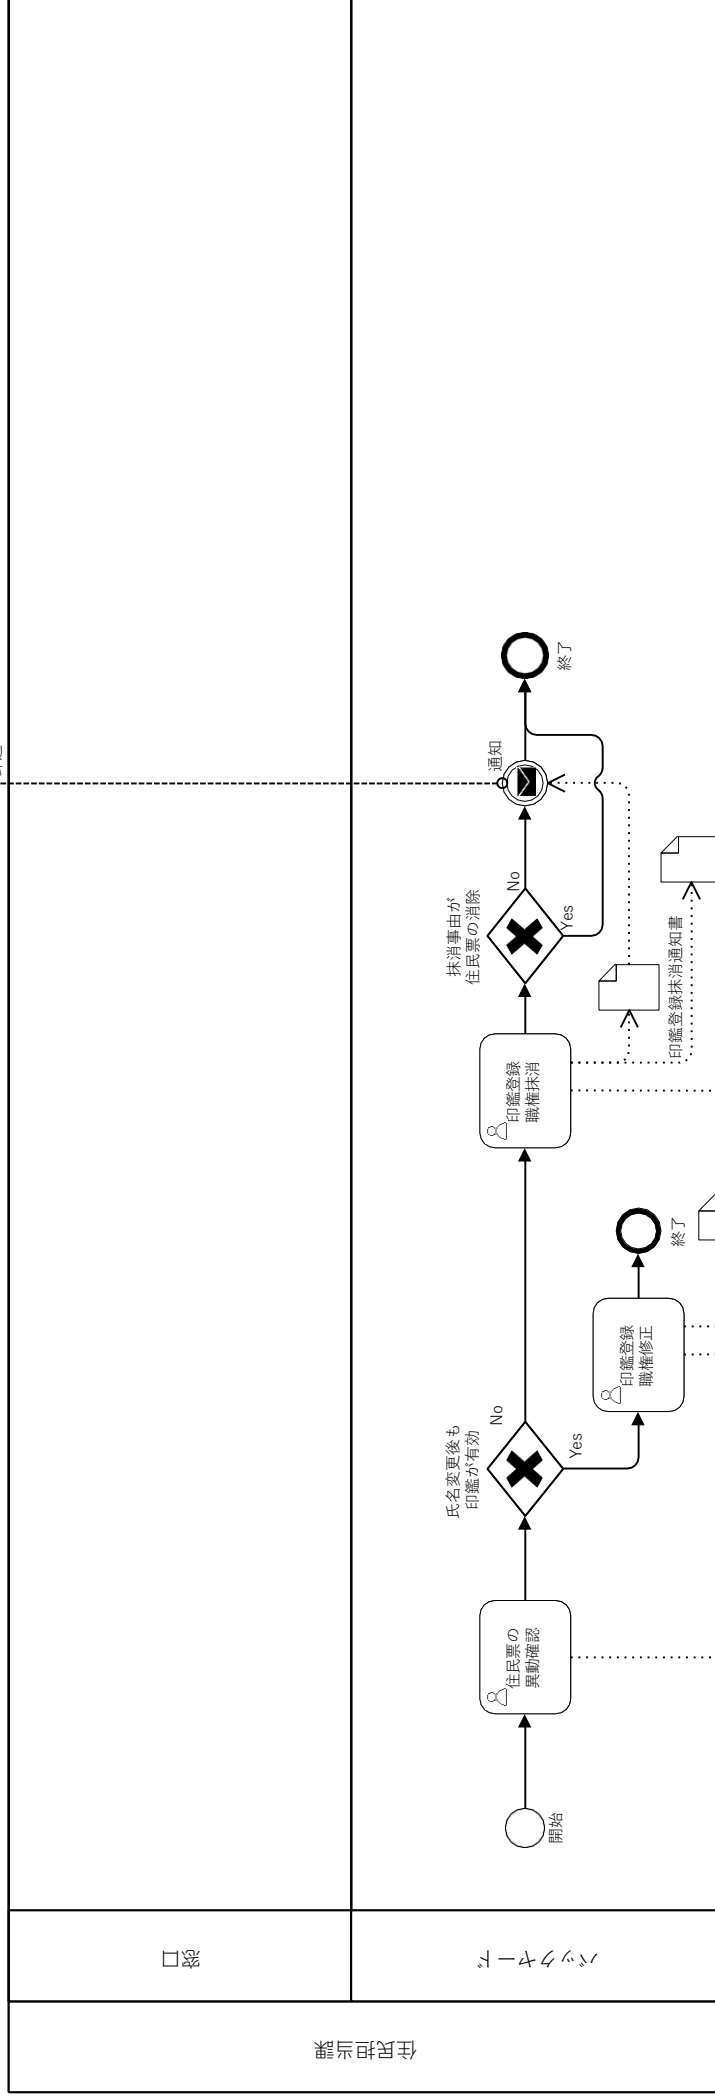 住民担当課
窓口
バックヤード
開始
住民票の
異動確認
氏名変更後も
印鑑が有効
No
Yes
印鑑登録
職権修正
終了
印鑑登録
職権抹消
印鑑登録抹消通知書
抹消事由が
住民票の消除
No
Yes
通知
終了